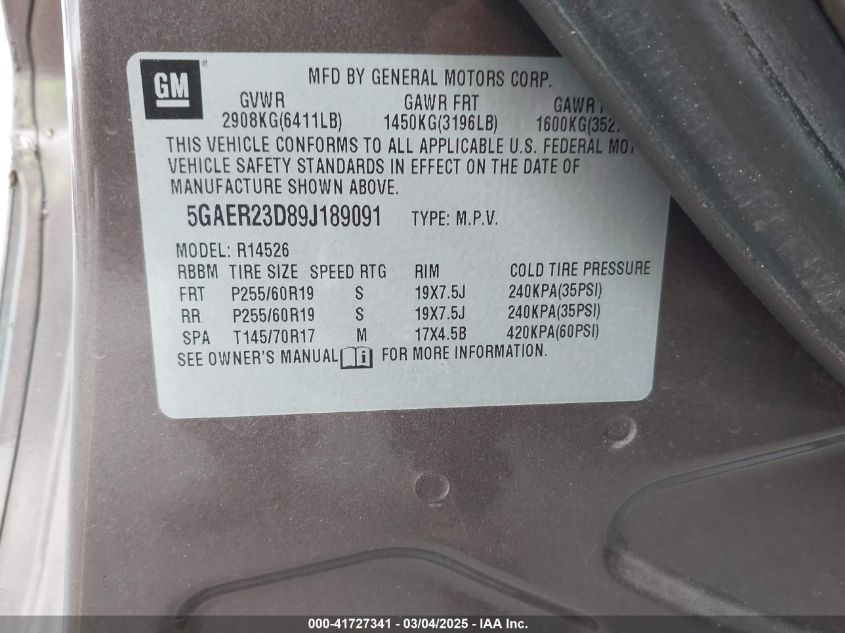 GM
MFD BY GENERAL MOTORS CORP.
GVWR GAWR FRT GAWR
2908KG(6411LB) 1450KG(3196LB) 1600KG(352
THIS VEHICLE CONFORMS TO ALL APPLICABLE U.S. FEDERAL MOT
VEHICLE SAFETY STANDARDS IN EFFECT ON THE DATE OF
MANUFACTURE SHOWN ABOVE.
5GAER23D89J189091 TYPE: M.P.V.
MODEL: R14526
RBBM TIRE SIZE SPEED RTG RIM COLD TIRE PRESSURE
FRT P255/60R19 S 19X7.5J 240KPA(35PSI)
RR P255/60R19 S 19X7.5J 240KPA(35PSI)
SPA T145/70R17 M 17X4.5B 420KPA(60PSI)
SEE OWNER'S MANUAL i FOR MORE INFORMATION.
000-41727341 - 03/04/2025 - IAA Inc.